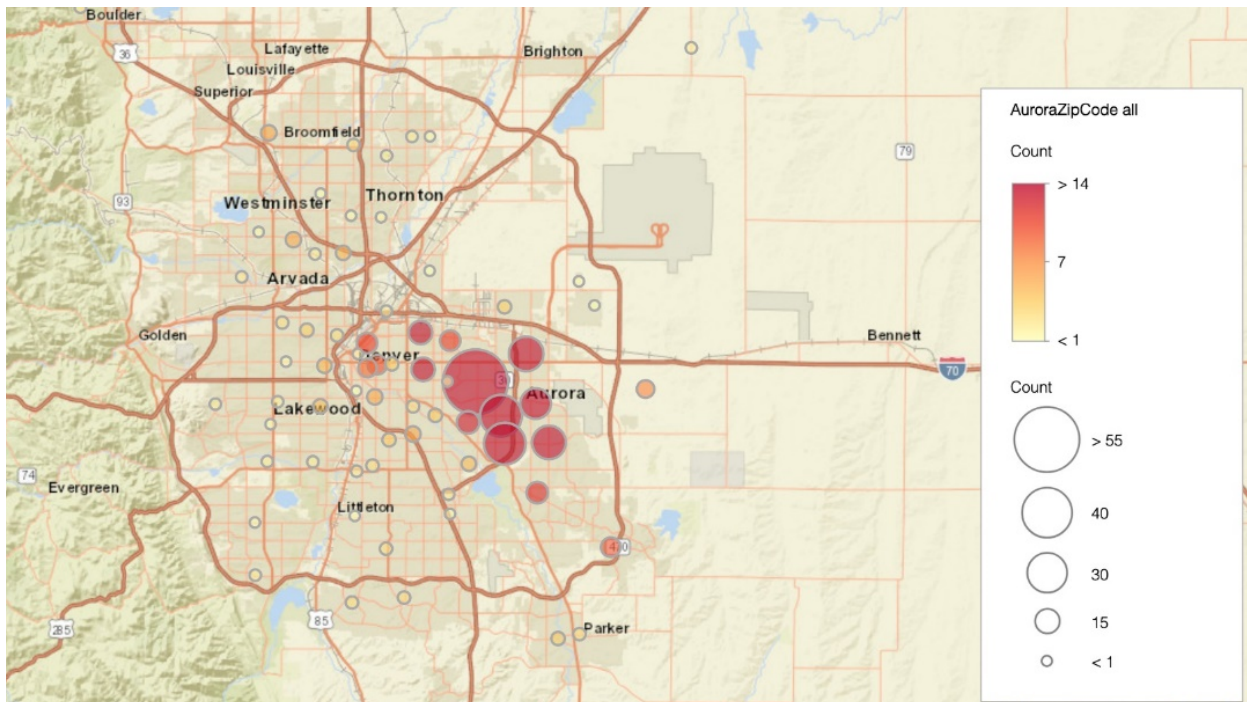 Boulder
36
Lafayette
Louisville
Superior
Brighton
Broomfield
79
93
Westminster
Thornton
Arvada
Golden
Denver
Bennett
70
30
Aurora
Lakewood
74
Evergreen
Littleton
470
85
285
Parker
AuroraZipCode all
Count
> 14
7
< 1
Count
> 55
40
30
15
< 1